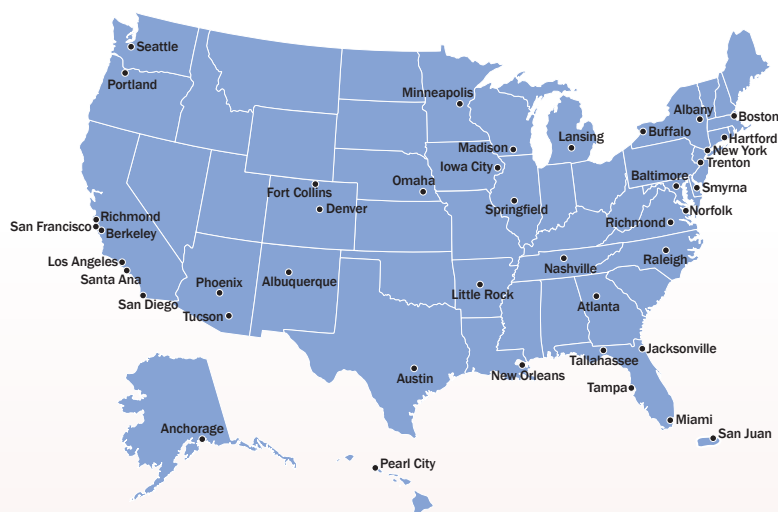 Seattle
Portland
Minneapolis
Albany
Boston
Buffalo
Hartford
Lansing
Madison
New York
Iowa City
Trenton
Baltimore
Omaha
Smyrna
Fort Collins
Denver
Springfield
Norfolk
Richmond
San Francisco
Berkeley
Richmond
Los Angeles
Santa Ana
Raleigh
Nashville
Phoenix
Albuquerque
Little Rock
San Diego
Atlanta
Tucson
Jacksonville
Tallahassee
Austin
New Orleans
Tampa
Miami
Anchorage
San Juan
Pearl City